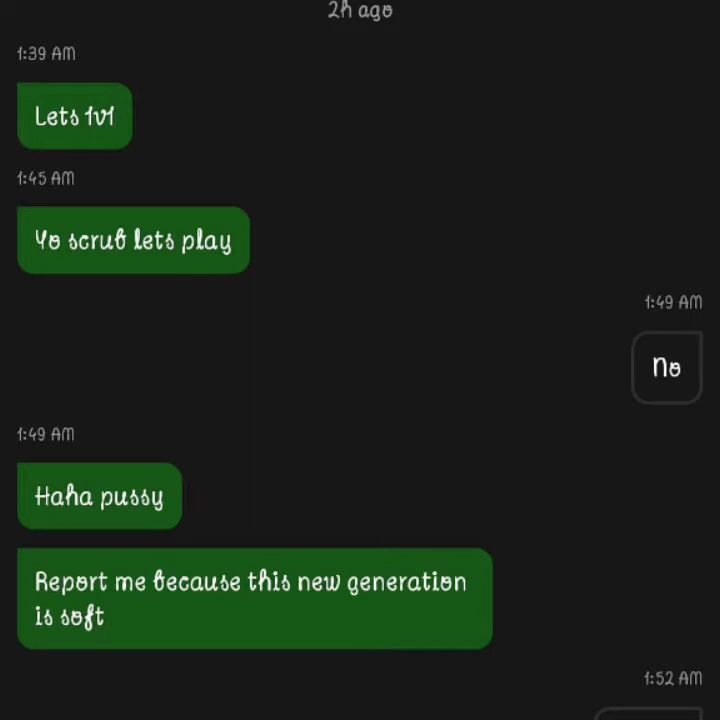 2h ago
1:39 AM
Lets 1v1
1:45 AM
Yo scrub lets play
1:49 AM
No
1:49 AM
Haha pussy
Report me because this new generation
is soft
1:52 AM